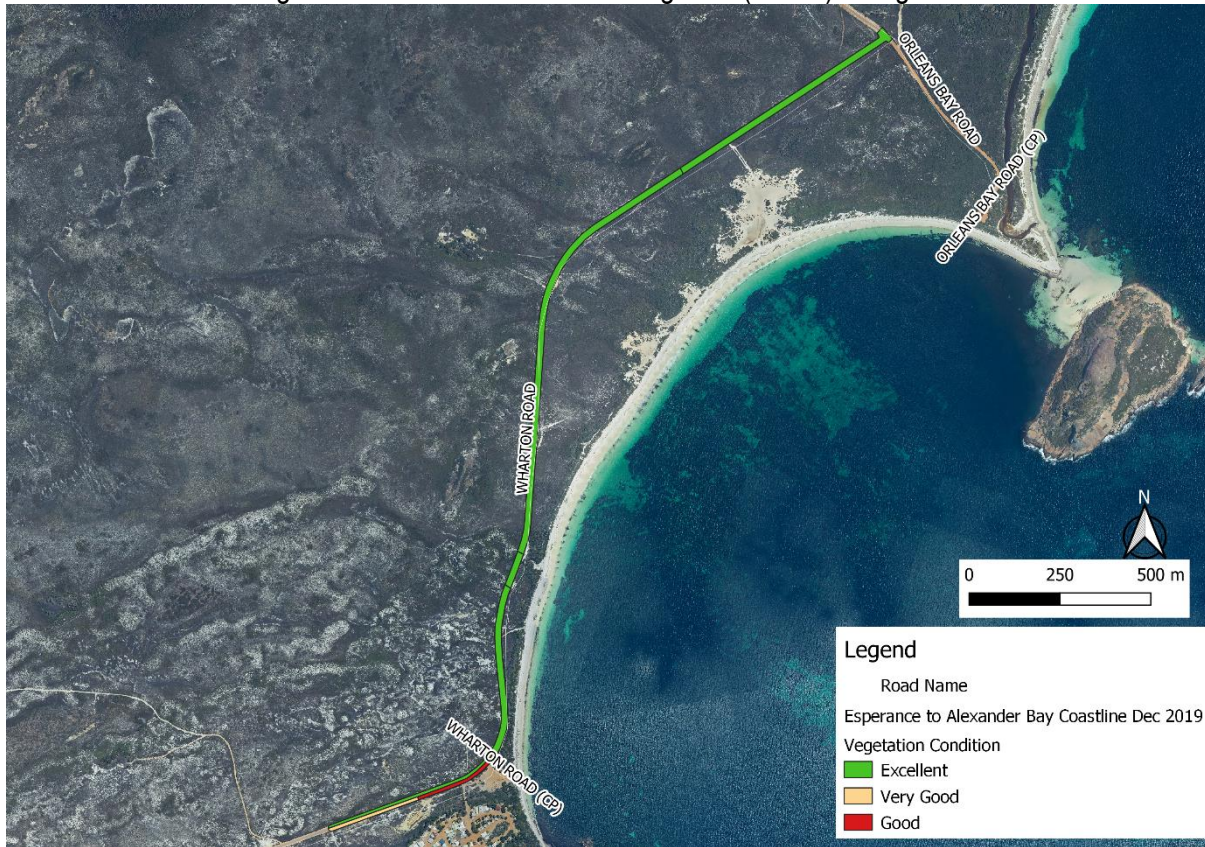 ORLEANS BAY ROAD
ORLEANS BAY ROAD (CP)
WHARTON ROAD
WHARTON ROAD (CP)
N
0 250 500 m
Legend
Road Name
Esperance to Alexander Bay Coastline Dec 2019
Vegetation Condition
Excellent
Very Good
Good